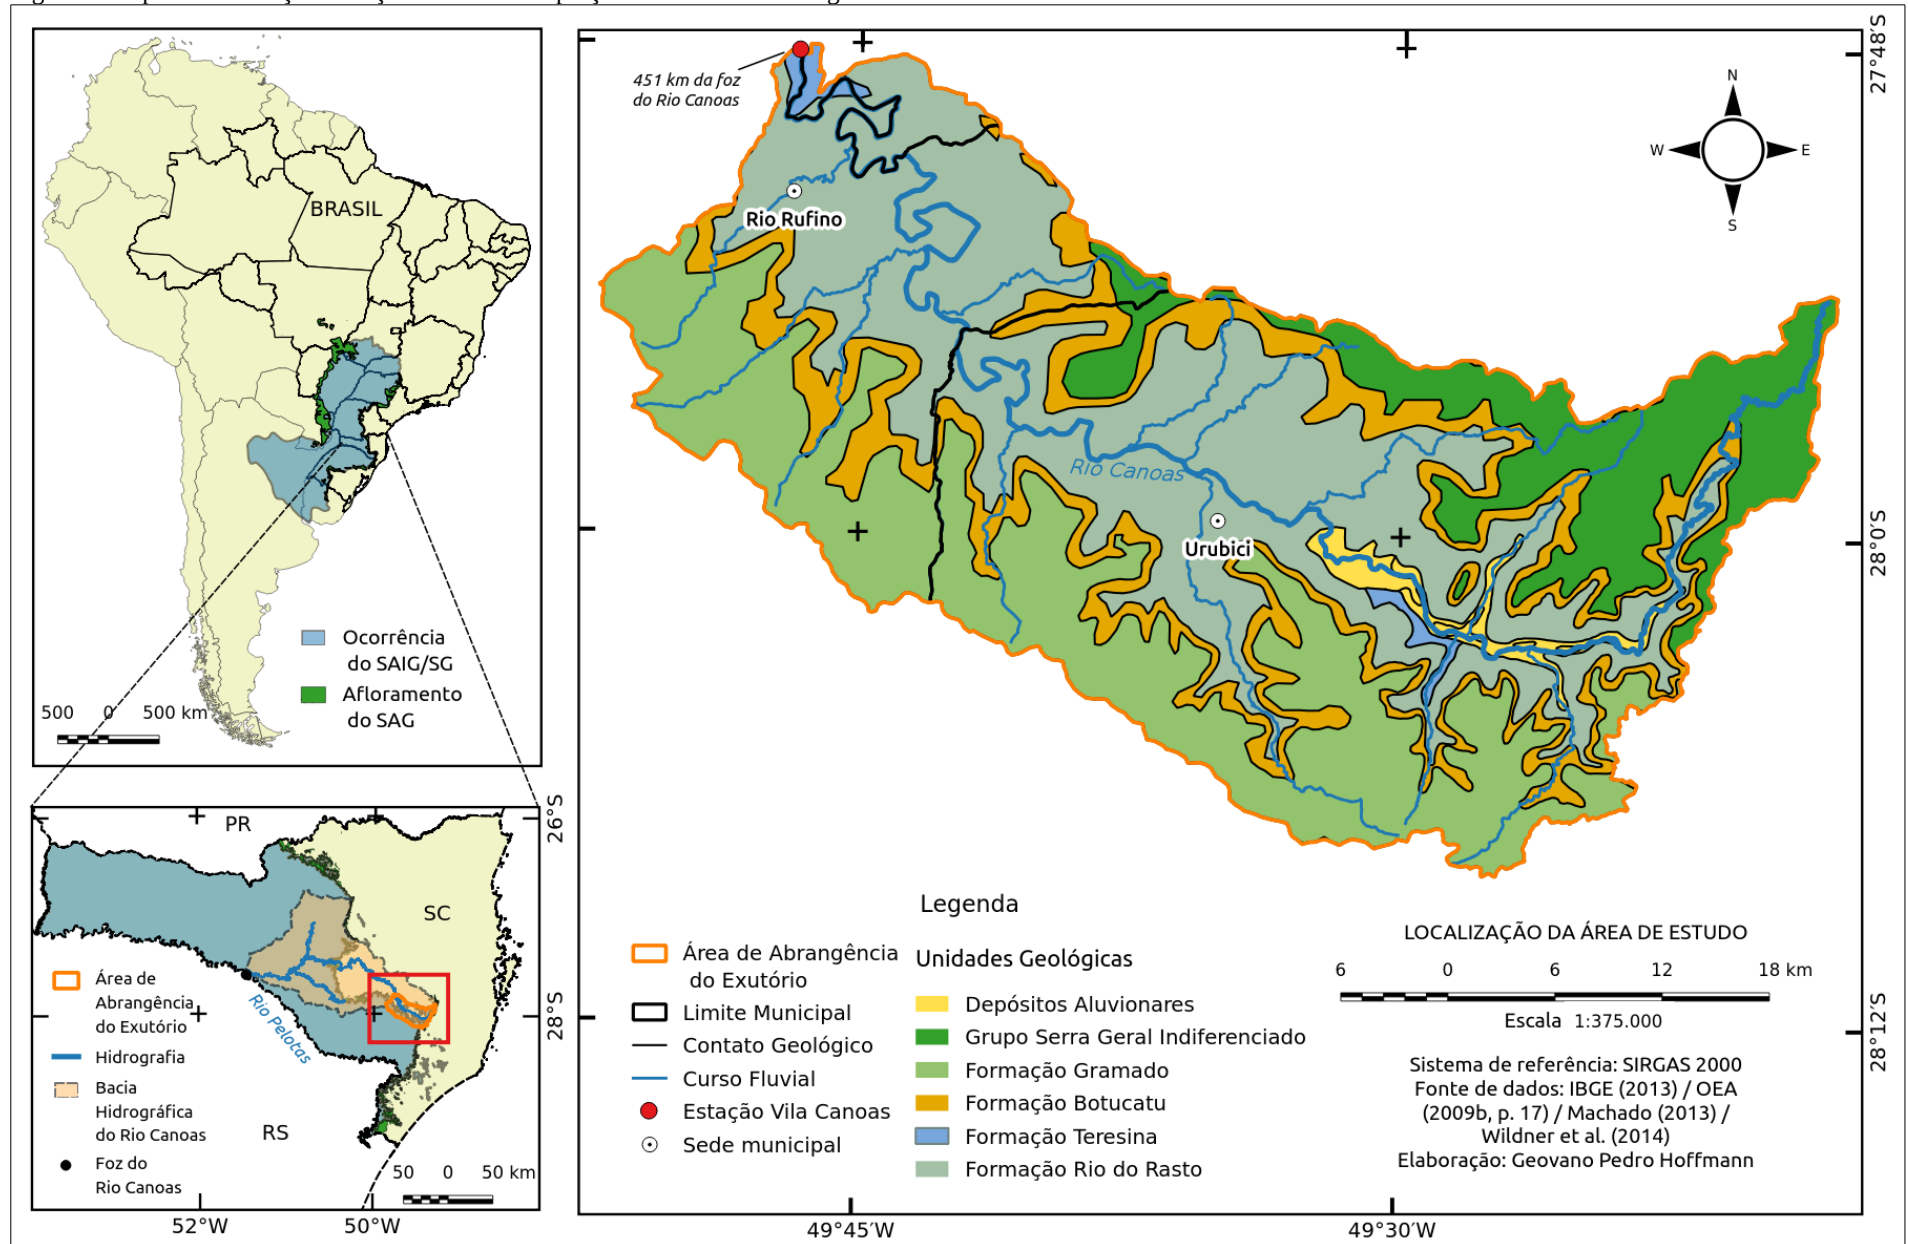 BRASIL
Ocorrência
do SAIG/SG
Afloramento
do SAG
500 0 500 km
PR
SC
RS
Rio Pelotas
Área de
Abrangência
do Exutório
Hidrografia
Bacia
Hidrográfica
do Rio Canoas
Foz do
Rio Canoas
50 0 50 km
26°S
28°S
52°W
50°W
451 km da foz
do Rio Canoas
Rio Rufino
Rio Canoas
Urubici
N
W
E
S
27°48'S
28°0'S
28°12'S
49°45'W
49°30'W
Legenda
Área de Abrangência
do Exutório
Limite Municipal
Contato Geológico
Curso Fluvial
Estação Vila Canoas
Sede municipal
Unidades Geológicas
Depósitos Aluvionares
Grupo Serra Geral Indiferenciado
Formação Gramado
Formação Botucatu
Formação Teresina
Formação Rio do Rasto
LOCALIZAÇÃO DA ÁREA DE ESTUDO
6 0 6 12 18 km
Escala 1:375.000
Sistema de referência: SIRGAS 2000
Fonte de dados: IBGE (2013) / OEA
(2009b, p. 17) / Machado (2013) /
Wildner et al. (2014)
Elaboração: Geovano Pedro Hoffmann